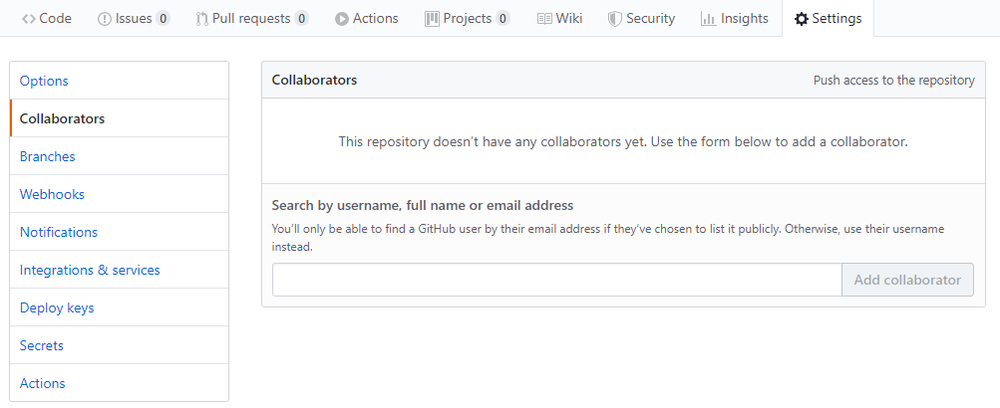 Code Issues 0 Pull requests 0 Actions Projects 0 Wiki Security Insights Settings
Options
Collaborators
Branches
Webhooks
Notifications
Integrations & services
Deploy keys
Secrets
Actions
Collaborators Push access to the repository
This repository doesn't have any collaborators yet. Use the form below to add a collaborator.
Search by username, full name or email address
You'll only be able to find a GitHub user by their email address if they've chosen to list it publicly. Otherwise, use their username
instead.
Add collaborator